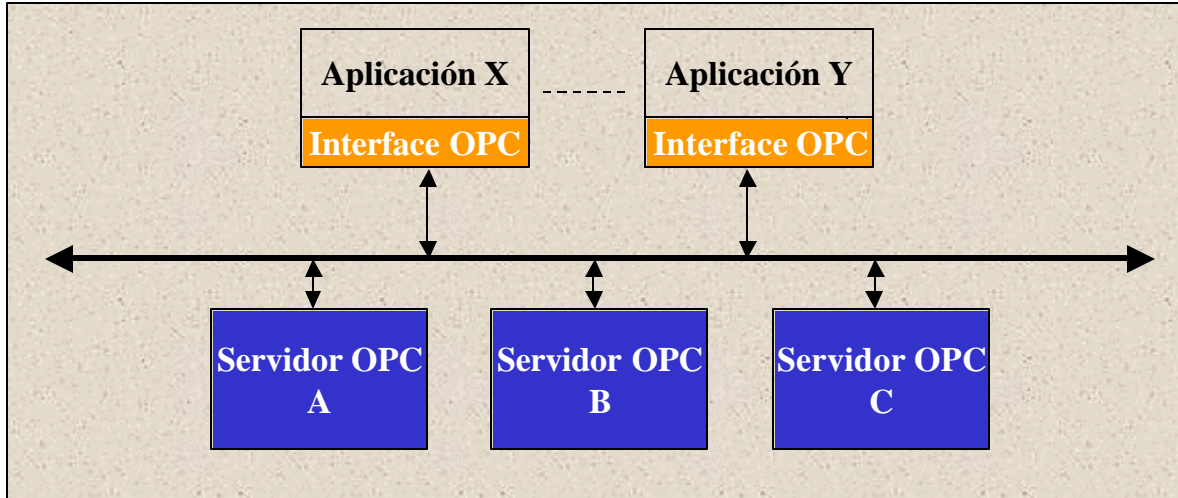 Aplicación X
Aplicación Y
Interface OPC
Interface OPC
Servidor OPC
A
Servidor OPC
B
Servidor OPC
C